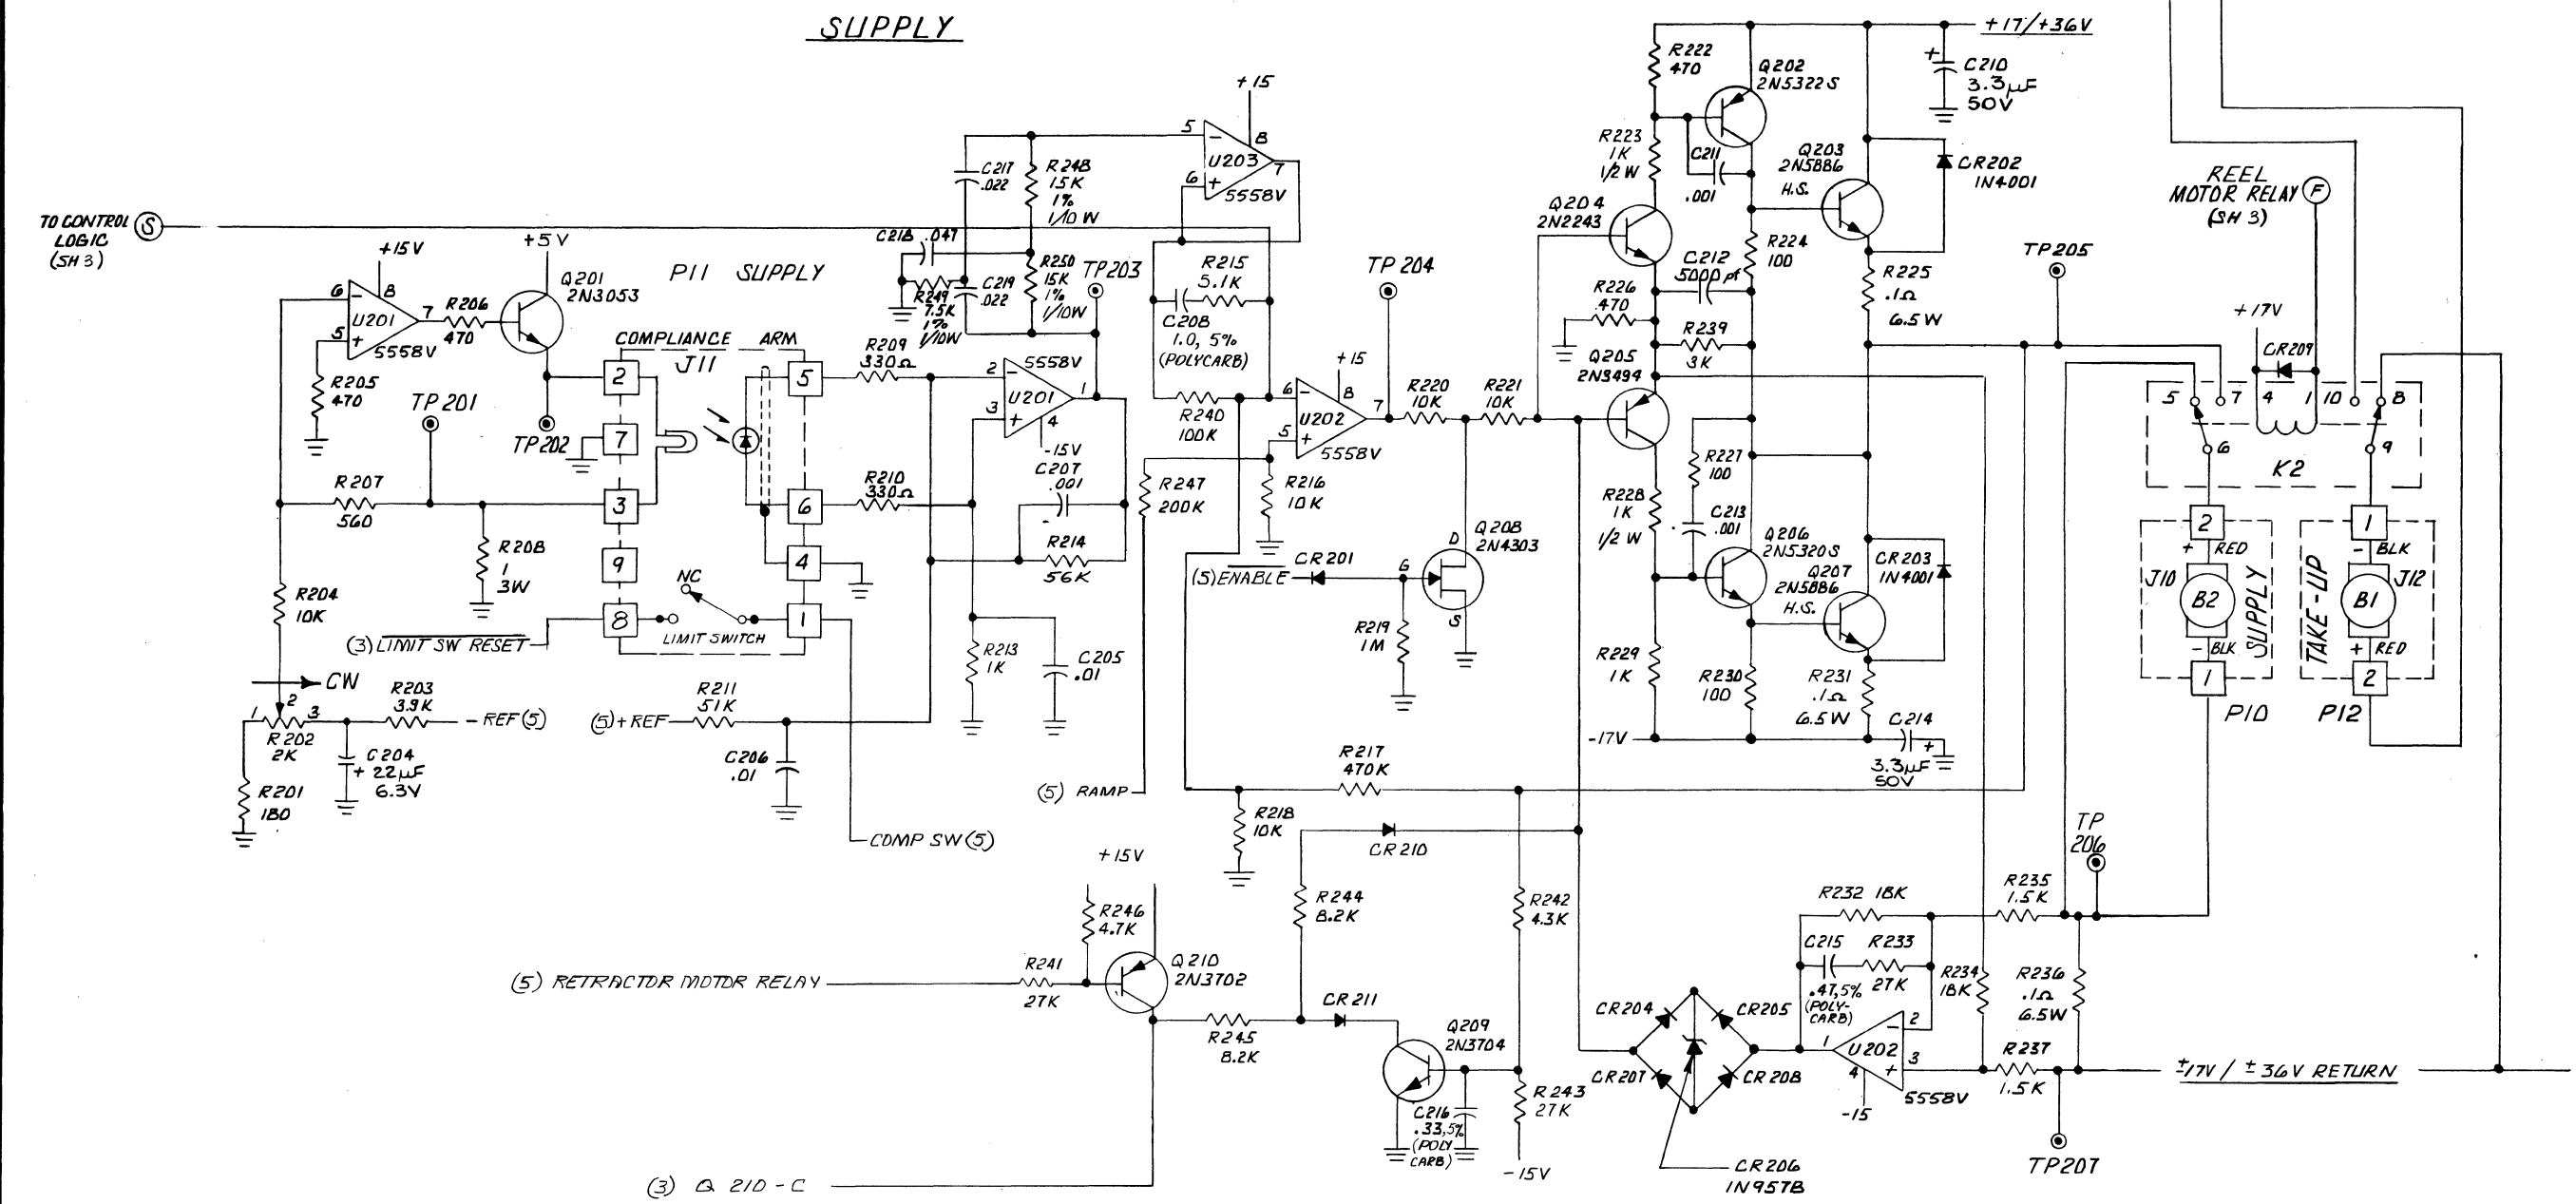 SUPPLY
+17/+36V
R222
470
Q202
2N5322S
+
C210
3.3µF
50V
+15
5
-
8
U203
7
6
+
5558V
C217
.022
R248
15K
1%
1/10W
R223
1K
1/2W
C211
.001
Q203
2N5886
H.S.
CR202
1N4001
REEL
MOTOR RELAY
(SH 3)
F
TO CONTROL
LOGIC
(SH 3)
S
Q204
2N2243
+15V
+5V
Q201
2N3053
P11 SUPPLY
C218 .047
R250
15K
1%
1/10W
TP203
R249
7.5K
1%
1/10W
C219
.022
R215
5.1K
C208
1.0, 5%
(POLYCARB)
TP204
C212
5000 pf
R224
100
R225
.1Ω
6.5W
TP205
6
-
8
U201
7
5
+
5558V
R206
470
R226
470
R239
3K
+17V
CR209
COMPLIANCE ARM
J11
R209
330Ω
5558V
2
-
U201
1
3
+
4
-15V
+15
6
-
8
U202
7
5
+
5558V
R240
100K
R220
10K
R221
10K
Q205
2N3494
R205
470
TP201
TP202
2
7
3
9
8
5
6
4
1
5 7 4 1 10 8
6
9
K2
R207
560
R210
330Ω
C207
.001
R214
56K
R247
200K
R216
10K
R227
100
R228
1K
1/2W
C213
.001
R208
1
3W
Q208
2N4303
D
G
S
CR201
(5) ENABLE
Q206
2N5320S
Q207
2N5886
H.S.
CR203
1N4001
2
+ RED
J10
B2
SUPPLY
- BLK
1
P10
1
- BLK
J12
B1
TAKE-UP
+ RED
2
P12
R204
10K
NC
LIMIT SWITCH
(3) LIMIT SW RESET
R213
1K
C205
.01
R219
1M
R229
1K
R230
100
R231
.1Ω
6.5W
CW
1
2
3
R202
2K
R203
3.9K
- REF (5)
R211
51K
(5) + REF
C204
+ 22µF
6.3V
R201
180
C206
.01
-17V
C214
+
3.3µF
50V
R217
470K
(5) RAMP
COMP SW (5)
R218
10K
CR210
TP
206
+15V
R246
4.7K
R244
8.2K
R242
4.3K
R232 18K
R235
1.5K
C215
.47,5%
(POLY-
CARB)
R233
27K
R234
18K
R236
.1Ω
6.5W
(5) RETRACTOR MOTOR RELAY
R241
27K
Q210
2N3702
R245
8.2K
CR211
Q209
2N3704
CR204
CR205
CR207
CR208
2
-
1
U202
3
+
4
-15
5558V
R237
1.5K
±17V / ±36V RETURN
C216
.33,5%
(POLY
CARB)
R243
27K
-15V
CR206
1N957B
TP207
(3) Q 210-C